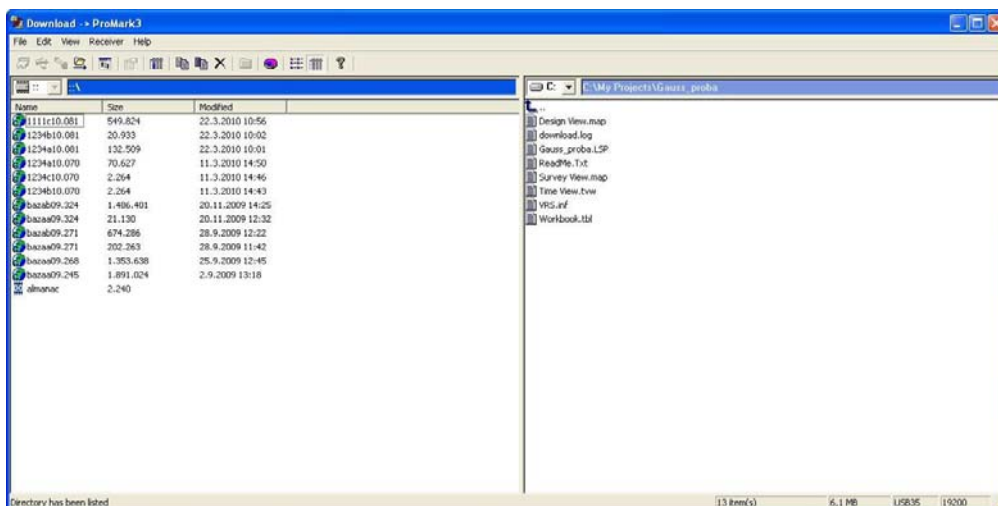 Download -> ProMark3
File Edit View Receiver Help
::\
C: C:\My Projects\Gauss_proba
Name Size Modified
1111c10.081 549.824 22.3.2010 10:56
1234b10.081 20.933 22.3.2010 10:02
1234a10.081 132.509 22.3.2010 10:01
1234a10.070 70.627 11.3.2010 14:50
1234c10.070 2.264 11.3.2010 14:46
1234b10.070 2.264 11.3.2010 14:43
bazab09.324 1.406.401 20.11.2009 14:25
bazaa09.324 21.130 20.11.2009 12:32
bazab09.271 674.286 28.9.2009 12:22
bazaa09.271 202.263 28.9.2009 11:42
bazaa09.268 1.353.638 25.9.2009 12:45
bazaa09.245 1.891.024 2.9.2009 13:18
almanac 2.240
..
Design View.map
download.log
Gauss_proba.LSP
ReadMe.Txt
Survey View.map
Time View.tvw
VRS.inf
Workbook.tbl
Directory has been listed
13 item(s) 6.1 MB USB35 19200